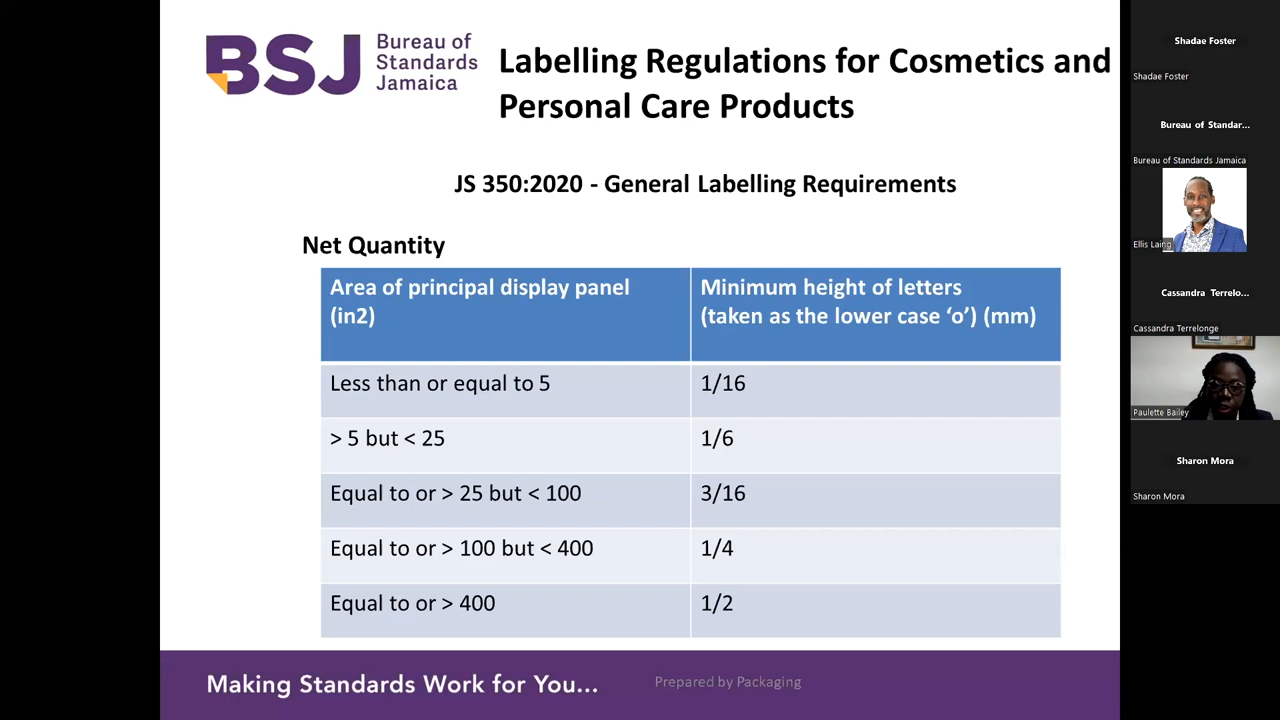 BSJ
Bureau of
Standards
Jamaica
Labelling Regulations for Cosmetics and
Personal Care Products
JS 350:2020 - General Labelling Requirements
Net Quantity
Area of principal display panel
(in2)
Minimum height of letters
(taken as the lower case ‘o’) (mm)
Less than or equal to 5
1/16
> 5 but < 25
1/6
Equal to or > 25 but < 100
3/16
Equal to or > 100 but < 400
1/4
Equal to or > 400
1/2
Making Standards Work for You...
Prepared by Packaging
Shadae Foster
Shadae Foster
Bureau of Standar...
Bureau of Standards Jamaica
Ellis Laing
Cassandra Terrelo...
Cassandra Terrelonge
Paulette Bailey
Sharon Mora
Sharon Mora